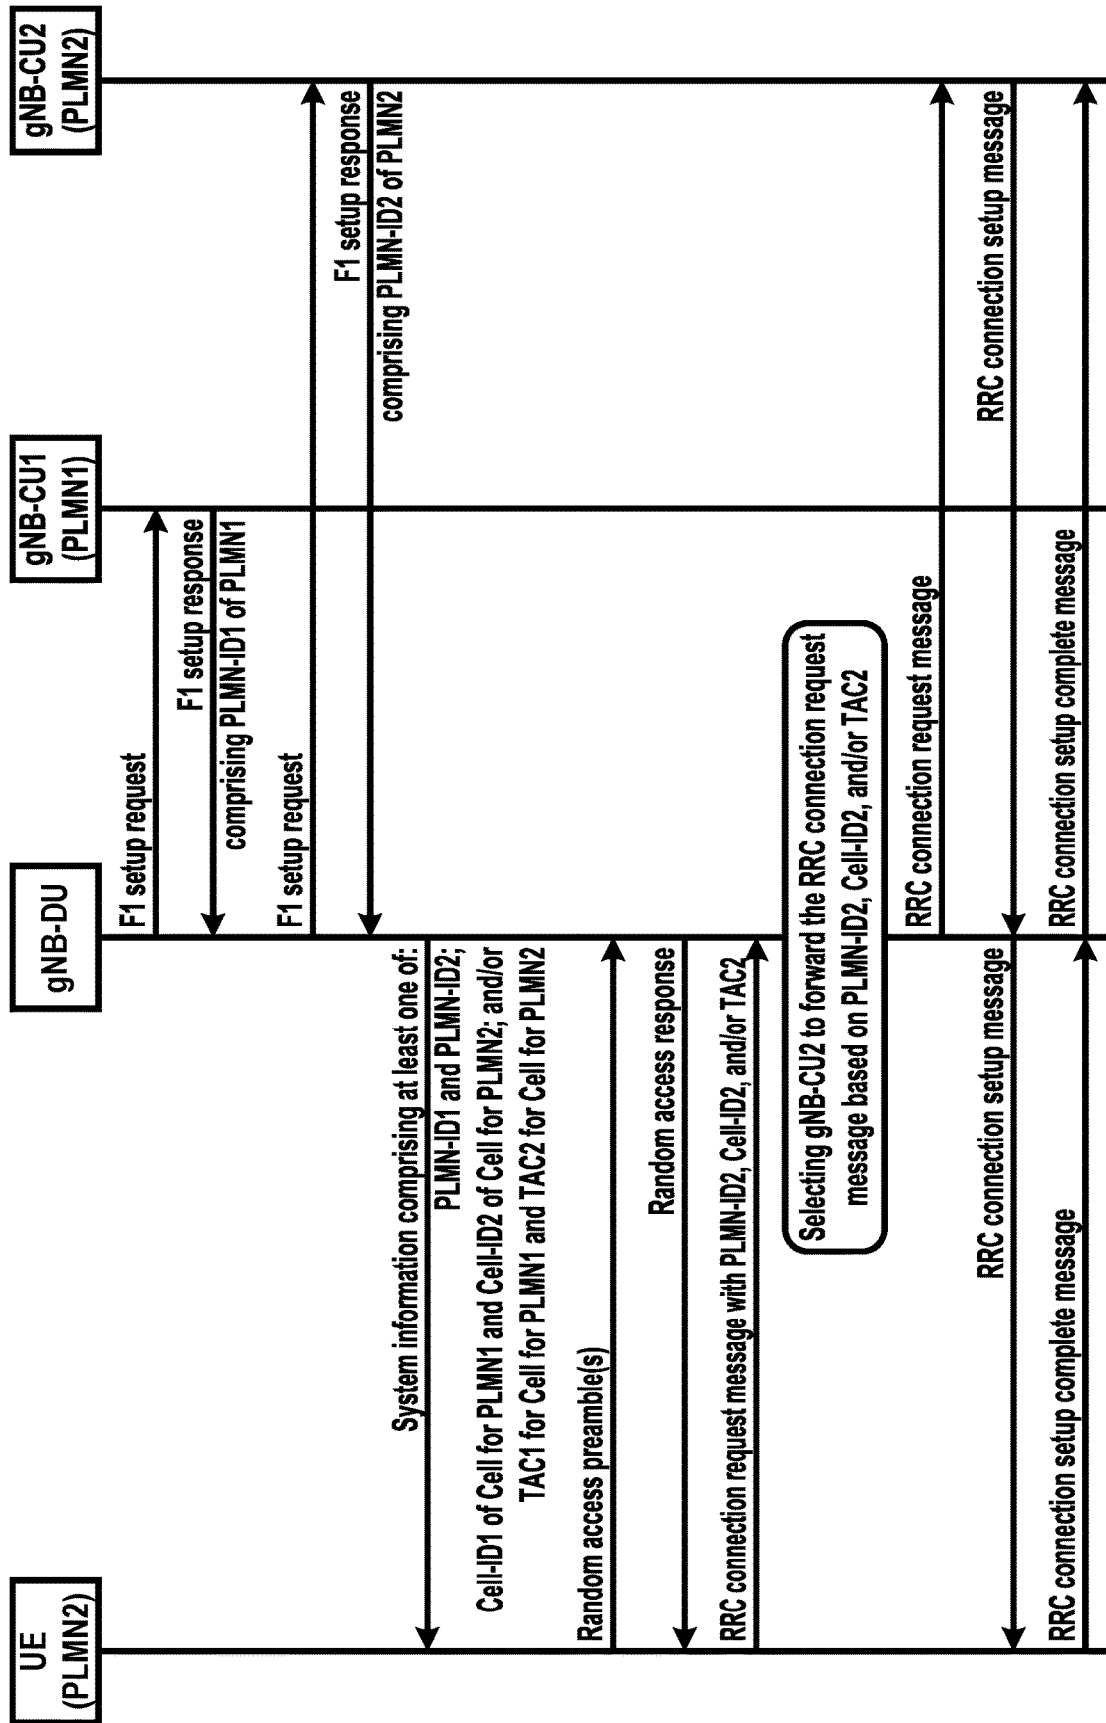 UE
(PLMN2)
gNB-DU
gNB-CU1
(PLMN1)
gNB-CU2
(PLMN2)
F1 setup request
F1 setup response
comprising PLMN-ID1 of PLMN1
F1 setup request
F1 setup response
comprising PLMN-ID2 of PLMN2
System information comprising at least one of:
PLMN-ID1 and PLMN-ID2;
Cell-ID1 of Cell for PLMN1 and Cell-ID2 of Cell for PLMN2; and/or
TAC1 for Cell for PLMN1 and TAC2 for Cell for PLMN2
Random access preamble(s)
Random access response
RRC connection request message with PLMN-ID2, Cell-ID2, and/or TAC2
Selecting gNB-CU2 to forward the RRC connection request
message based on PLMN-ID2, Cell-ID2, and/or TAC2
RRC connection request message
RRC connection setup message
RRC connection setup message
RRC connection setup complete message
RRC connection setup complete message